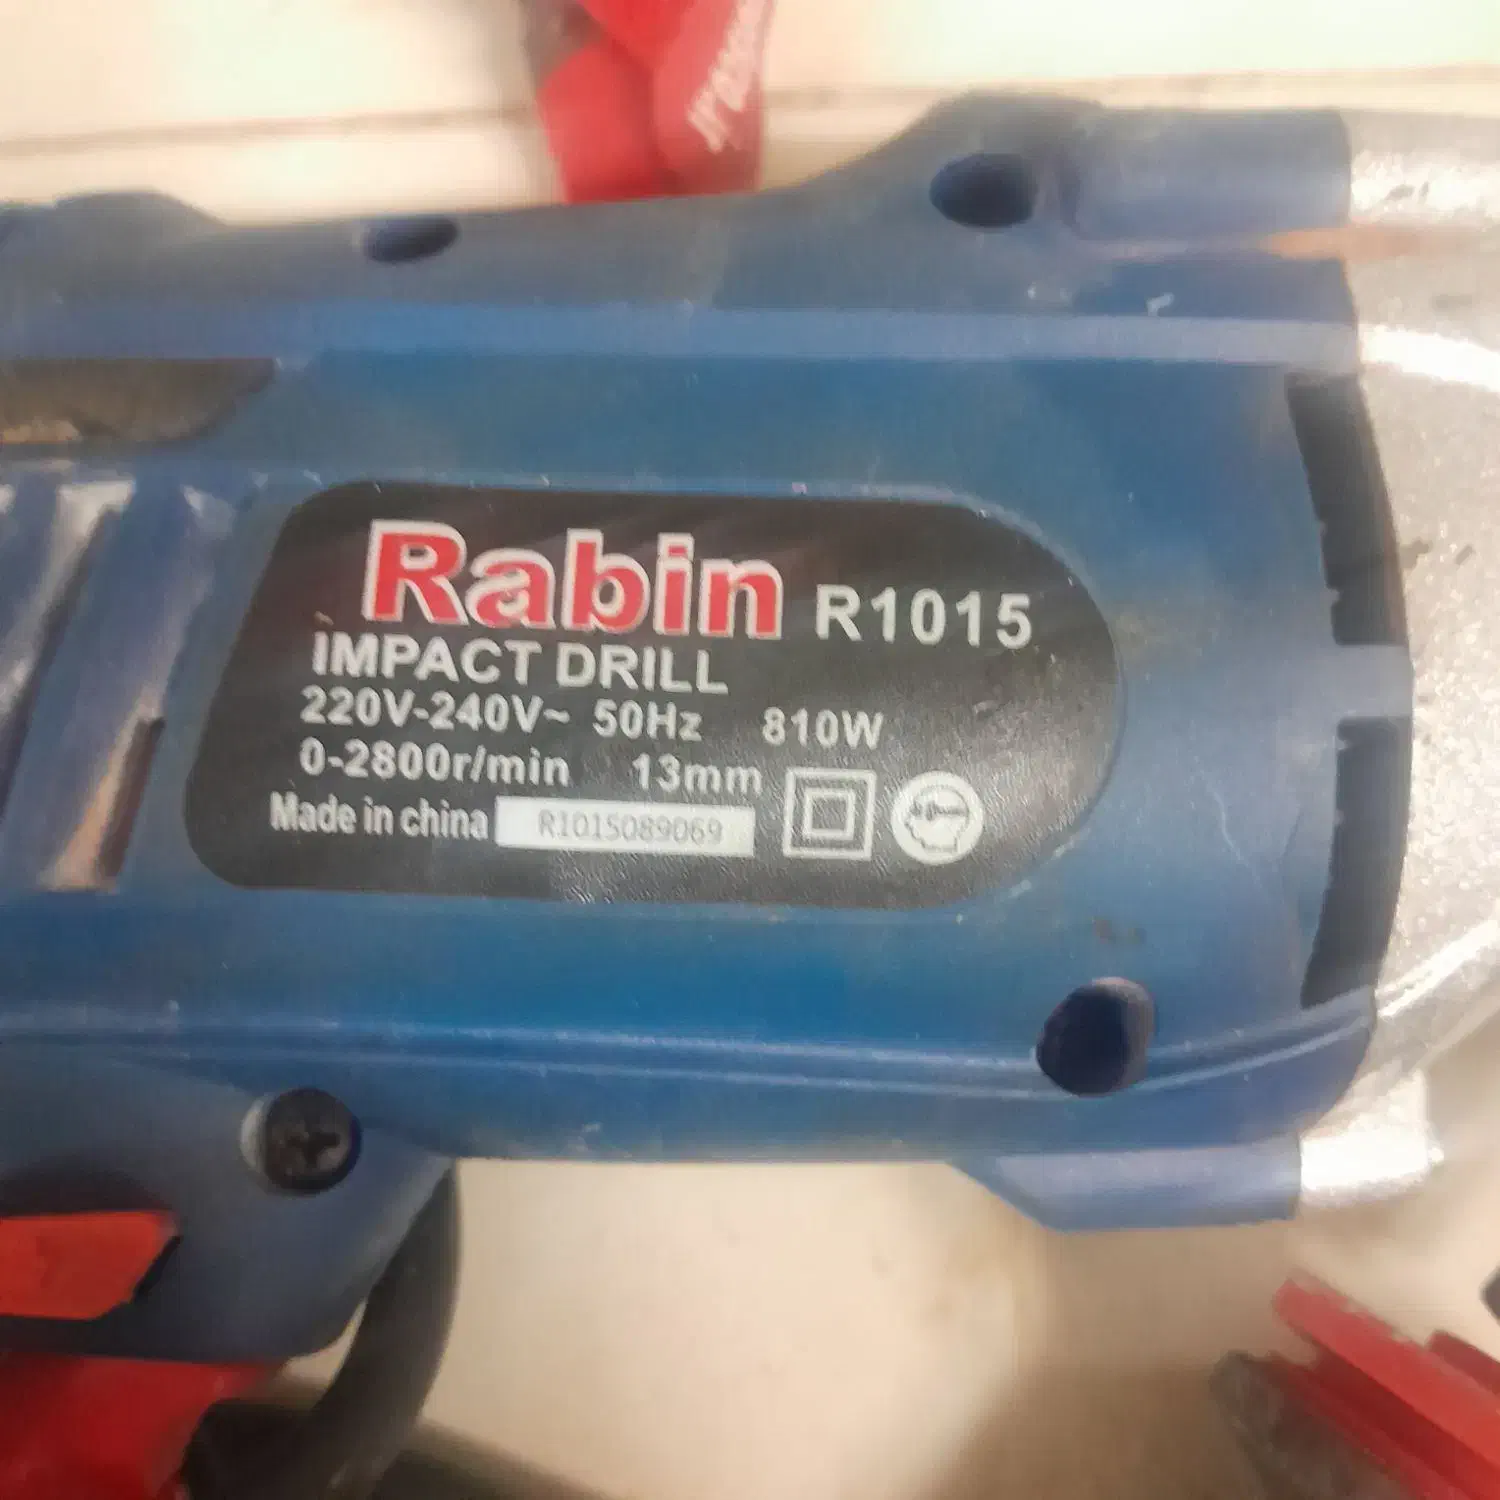 Rabin R1015
IMPACT DRILL
220V-240V~ 50Hz 810W
0-2800r/min 13mm
Made in china R1015089069